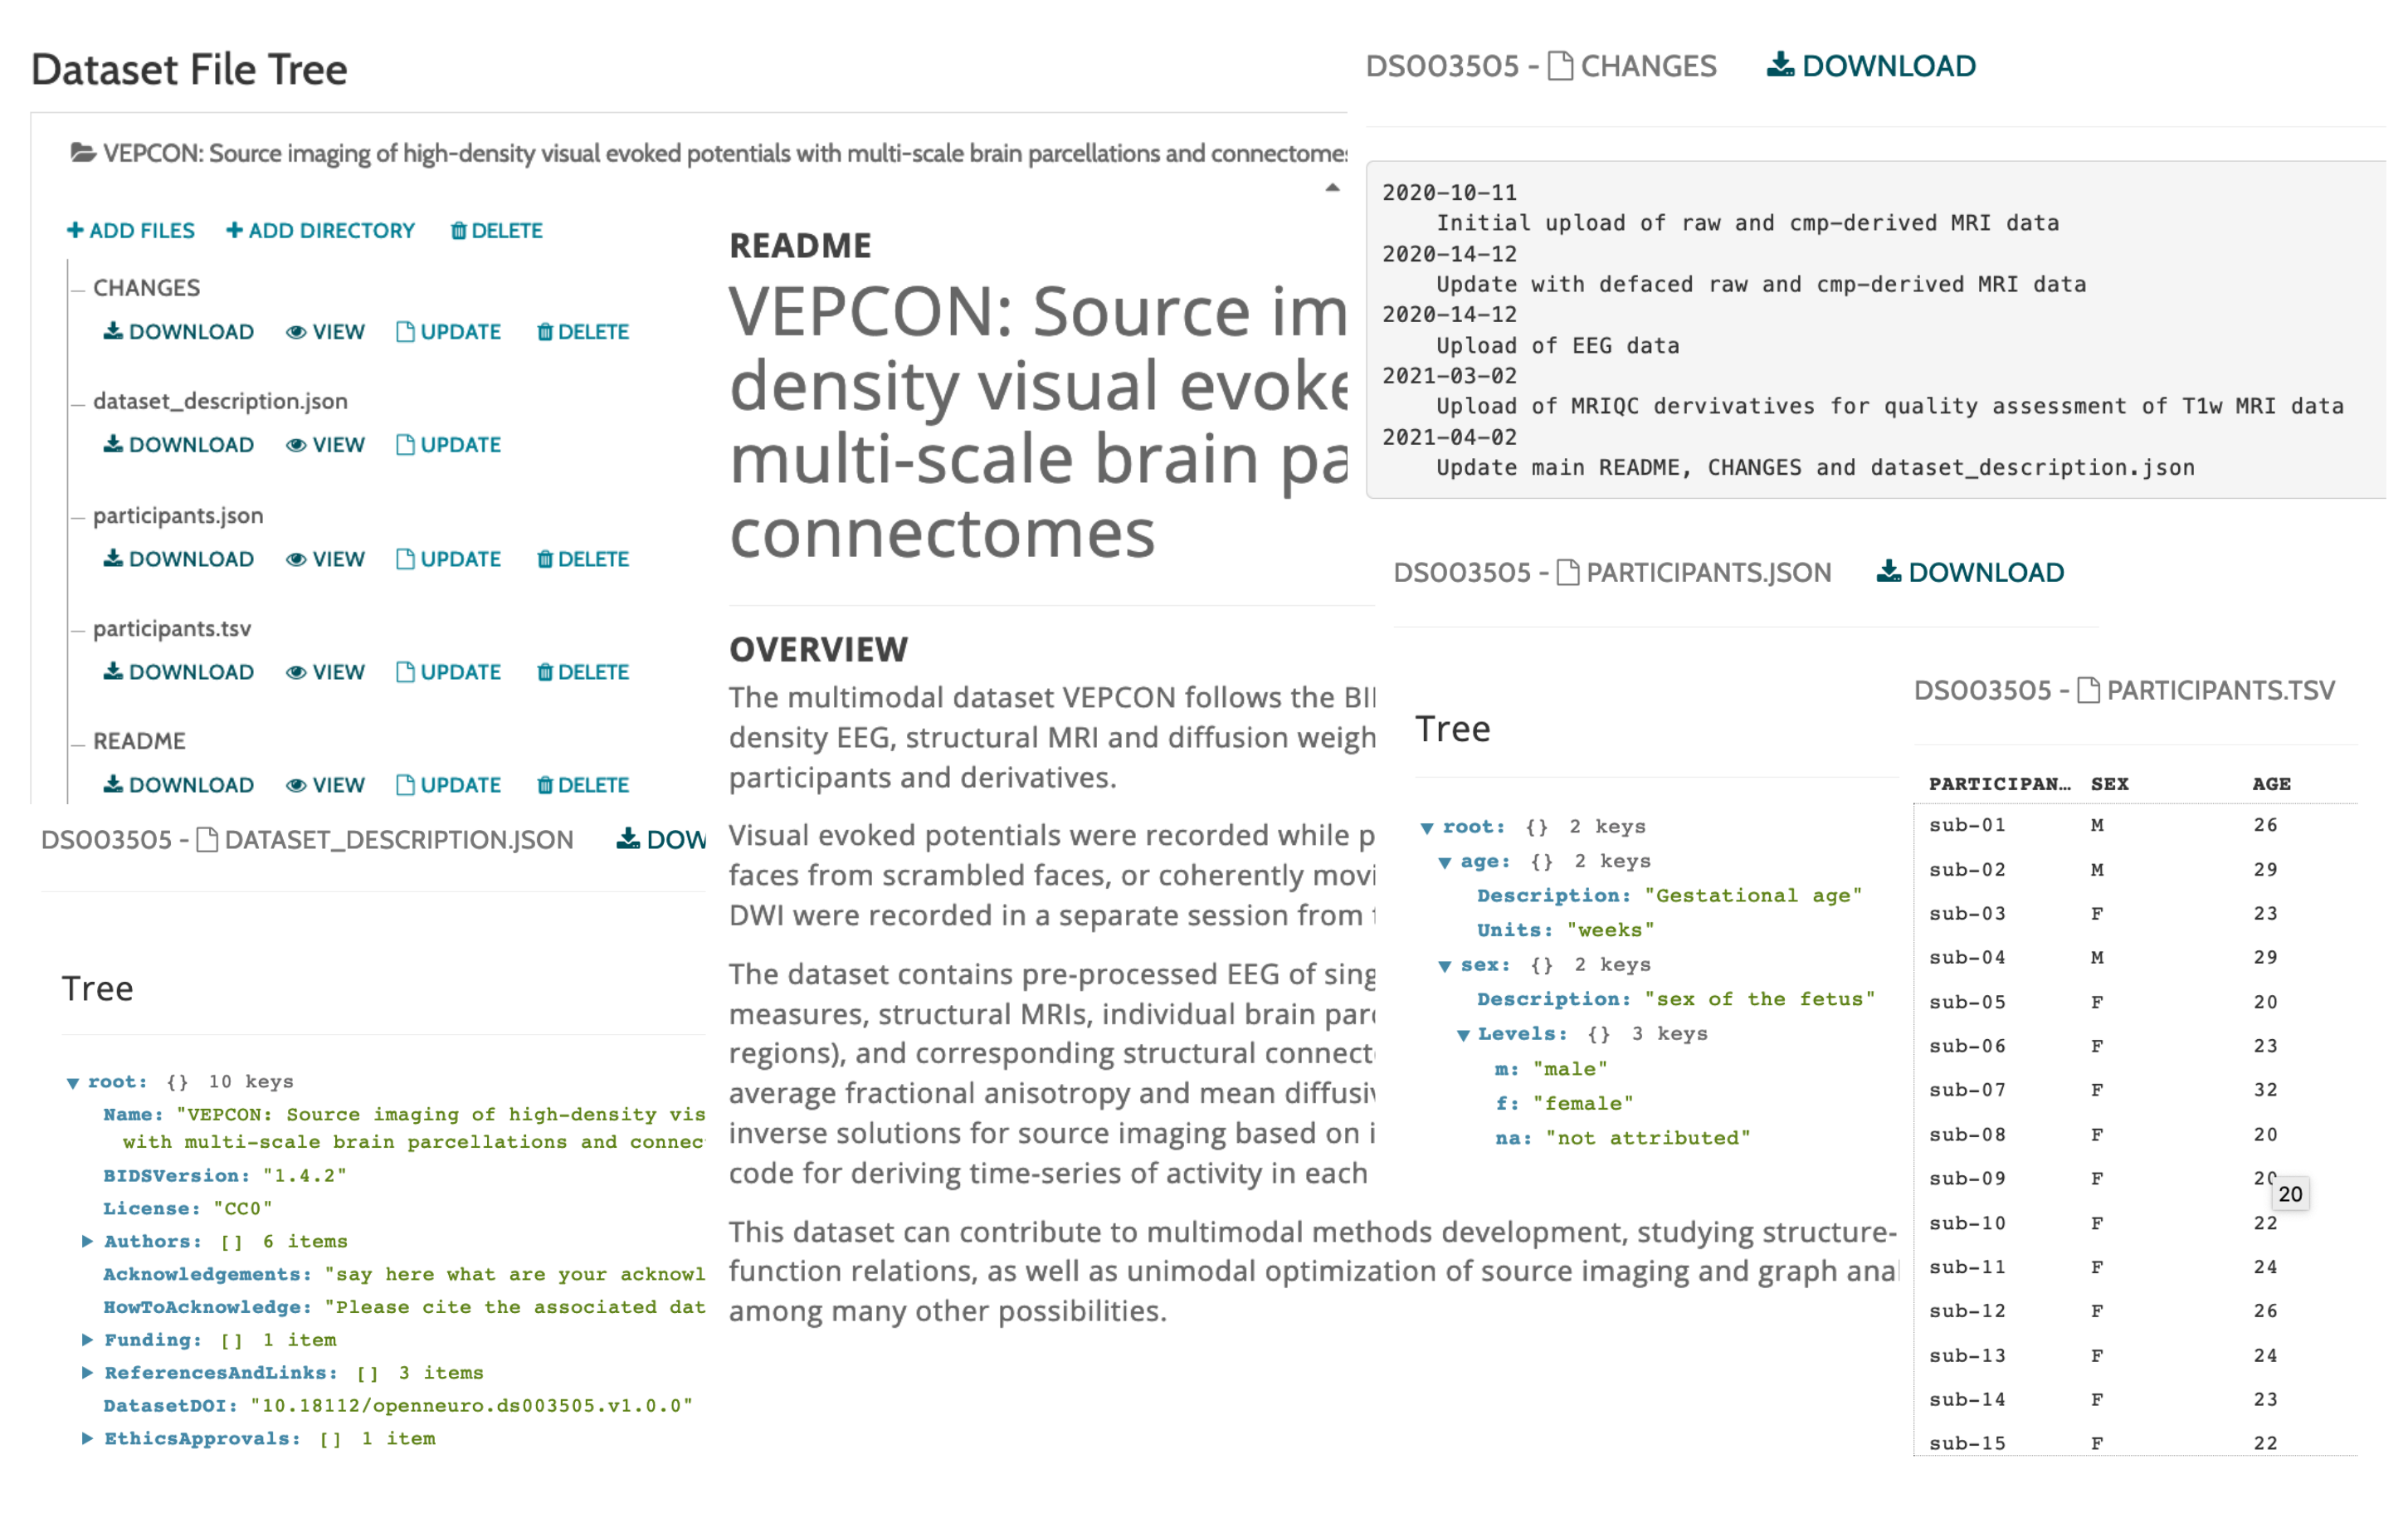 Dataset File Tree
VEPCON: Source imaging of high-density visual evoked potentials with multi-scale brain parcellations and connectomes
ADD FILES ADD DIRECTORY DELETE
CHANGES
DOWNLOAD VIEW UPDATE DELETE
dataset_description.json
DOWNLOAD VIEW UPDATE
participants.json
DOWNLOAD VIEW UPDATE DELETE
participants.tsv
DOWNLOAD VIEW UPDATE DELETE
README
DOWNLOAD VIEW UPDATE DELETE
DS003505 - DATASET_DESCRIPTION.JSON DOW
Tree
root: {} 10 keys
Name: "VEPCON: Source imaging of high-density vis
with multi-scale brain parcellations and connec
BIDSVersion: "1.4.2"
License: "CC0"
Authors: [] 6 items
Acknowledgements: "say here what are your acknowl
HowToAcknowledge: "Please cite the associated dat
Funding: [] 1 item
ReferencesAndLinks: [] 3 items
DatasetDOI: "10.18112/openneuro.ds003505.v1.0.0"
EthicsApprovals: [] 1 item
README
VEPCON: Source im
density visual evoke
multi-scale brain pa
connectomes
OVERVIEW
The multimodal dataset VEPCON follows the BI
density EEG, structural MRI and diffusion weigh
participants and derivatives.
Visual evoked potentials were recorded while p
faces from scrambled faces, or coherently movi
DWI were recorded in a separate session from
The dataset contains pre-processed EEG of sing
measures, structural MRIs, individual brain parc
regions), and corresponding structural connect
average fractional anisotropy and mean diffusiv
inverse solutions for source imaging based on i
code for deriving time-series of activity in each
This dataset can contribute to multimodal methods development, studying structure-
function relations, as well as unimodal optimization of source imaging and graph anal
among many other possibilities.
DS003505 - CHANGES DOWNLOAD
2020-10-11
Initial upload of raw and cmp-derived MRI data
2020-14-12
Update with defaced raw and cmp-derived MRI data
2020-14-12
Upload of EEG data
2021-03-02
Upload of MRIQC dervivatives for quality assessment of T1w MRI data
2021-04-02
Update main README, CHANGES and dataset_description.json
DS003505 - PARTICIPANTS.JSON DOWNLOAD
Tree
root: {} 2 keys
age: {} 2 keys
Description: "Gestational age"
Units: "weeks"
sex: {} 2 keys
Description: "sex of the fetus"
Levels: {} 3 keys
m: "male"
f: "female"
na: "not attributed"
DS003505 - PARTICIPANTS.TSV
PARTICIPAN... SEX AGE
sub-01 M 26
sub-02 M 29
sub-03 F 23
sub-04 M 29
sub-05 F 20
sub-06 F 23
sub-07 F 32
sub-08 F 20
sub-09 F 20
20
sub-10 F 22
sub-11 F 24
sub-12 F 26
sub-13 F 24
sub-14 F 23
sub-15 F 22